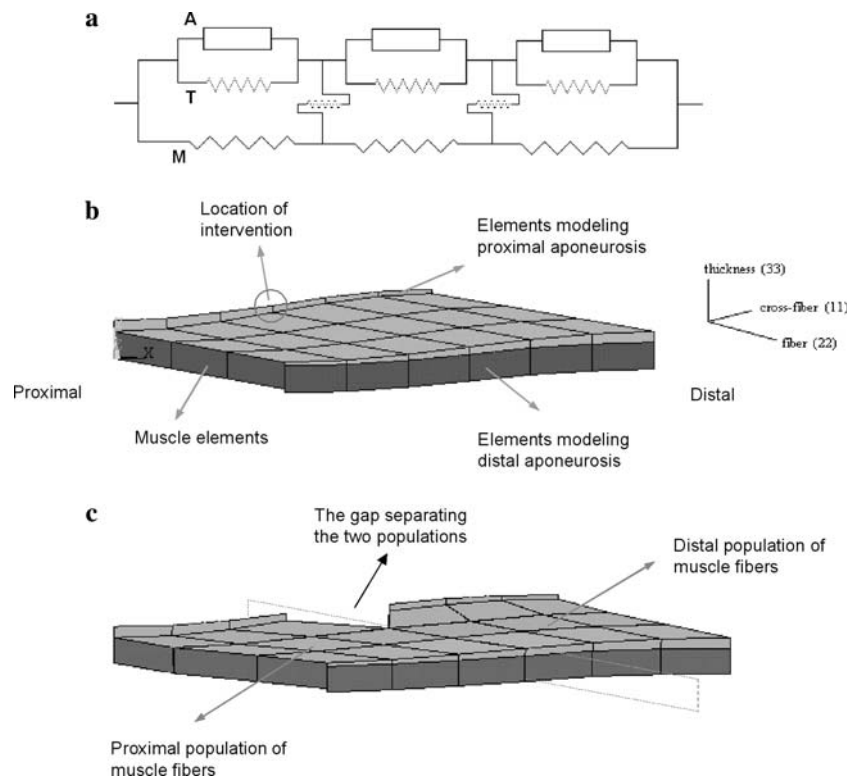 a
A
T
M
b
Location of
intervention
Elements modeling
proximal aponeurosis
thickness (33)
cross-fiber (11)
fiber (22)
X
Proximal
Distal
Muscle elements
Elements modeling
distal aponeurosis
c
The gap separating
the two populations
Distal population of
muscle fibers
Proximal population of
muscle fibers